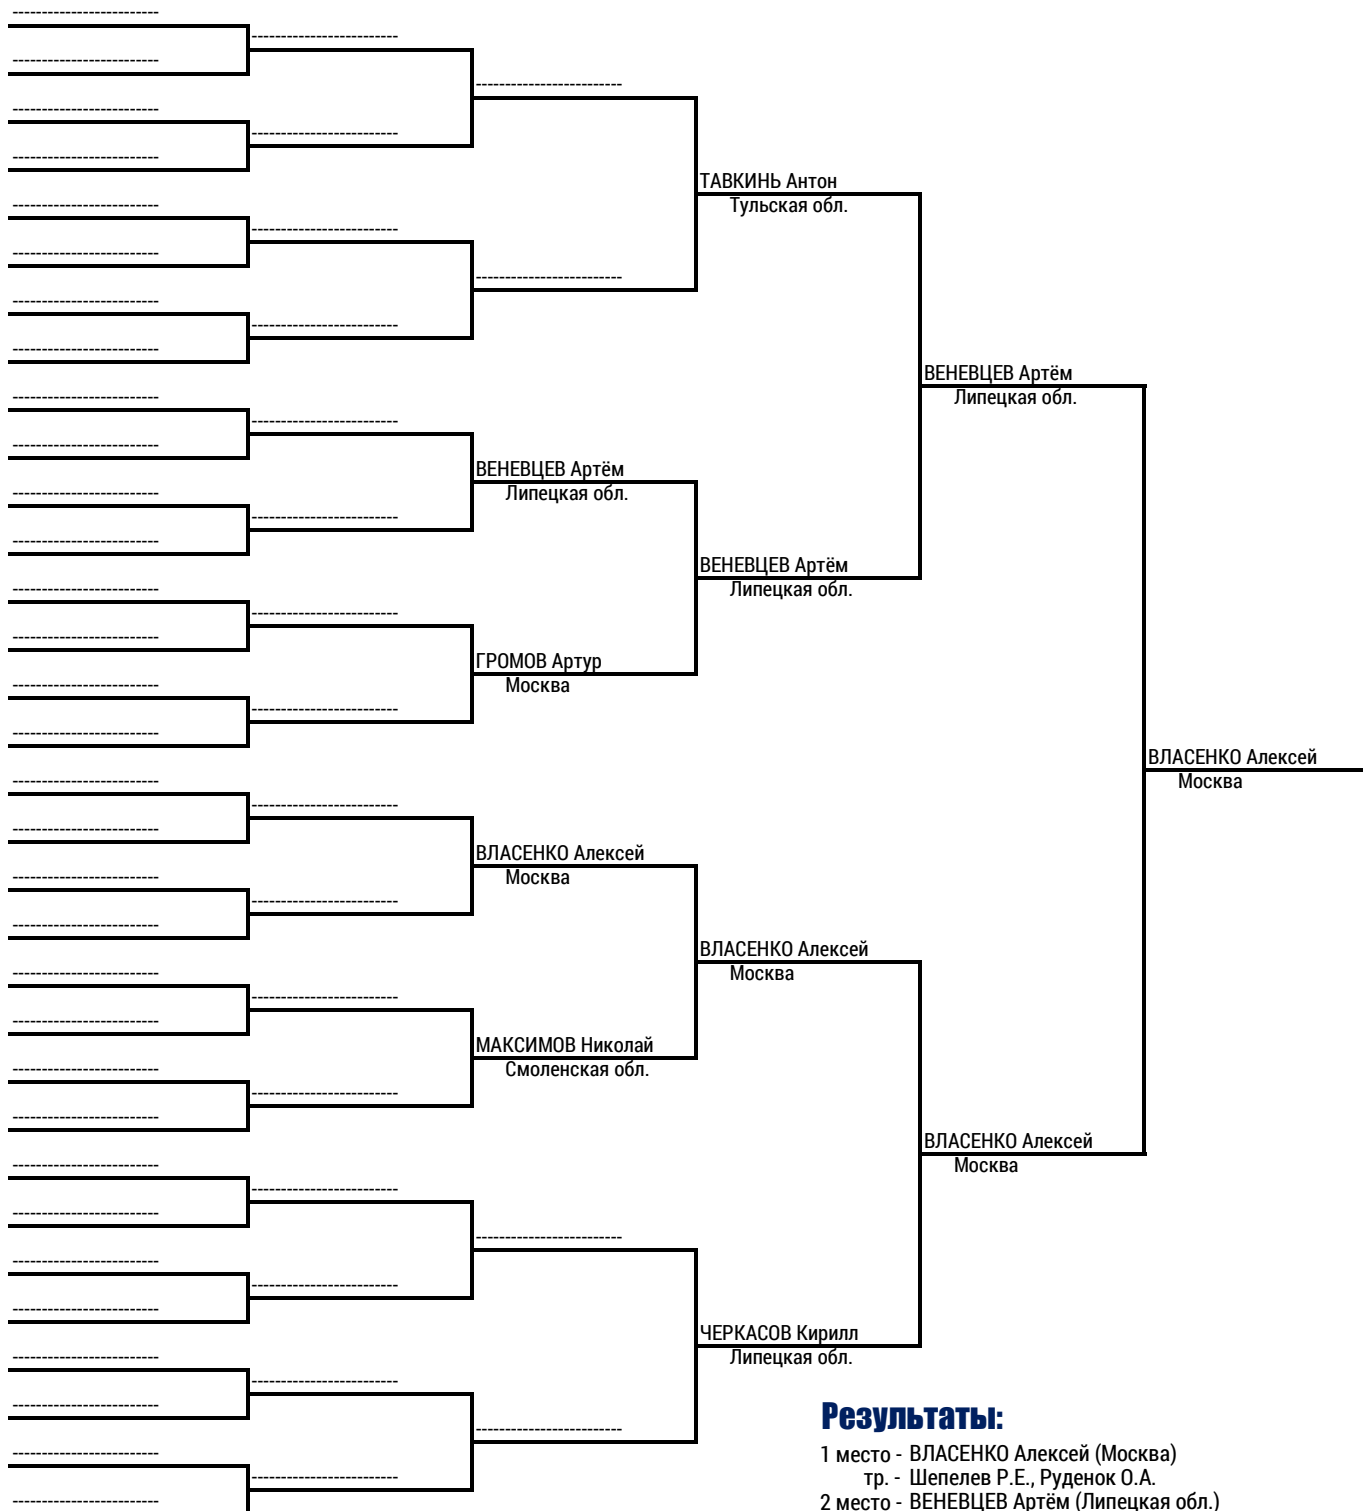 ТАВКИНЬ Антон
Тульская обл.
ВЕНЕВЦЕВ Артём
Липецкая обл.
ВЕНЕВЦЕВ Артём
Липецкая обл.
ВЕНЕВЦЕВ Артём
Липецкая обл.
ГРОМОВ Артур
Москва
ВЛАСЕНКО Алексей
Москва
ВЛАСЕНКО Алексей
Москва
ВЛАСЕНКО Алексей
Москва
МАКСИМОВ Николай
Смоленская обл.
ВЛАСЕНКО Алексей
Москва
ЧЕРКАСОВ Кирилл
Липецкая обл.
Результаты:
1 место - ВЛАСЕНКО Алексей (Москва)
тр. - Шепелев Р.Е., Руденок О.А.
2 место - ВЕНЕВЦЕВ Артём (Липецкая обл.)